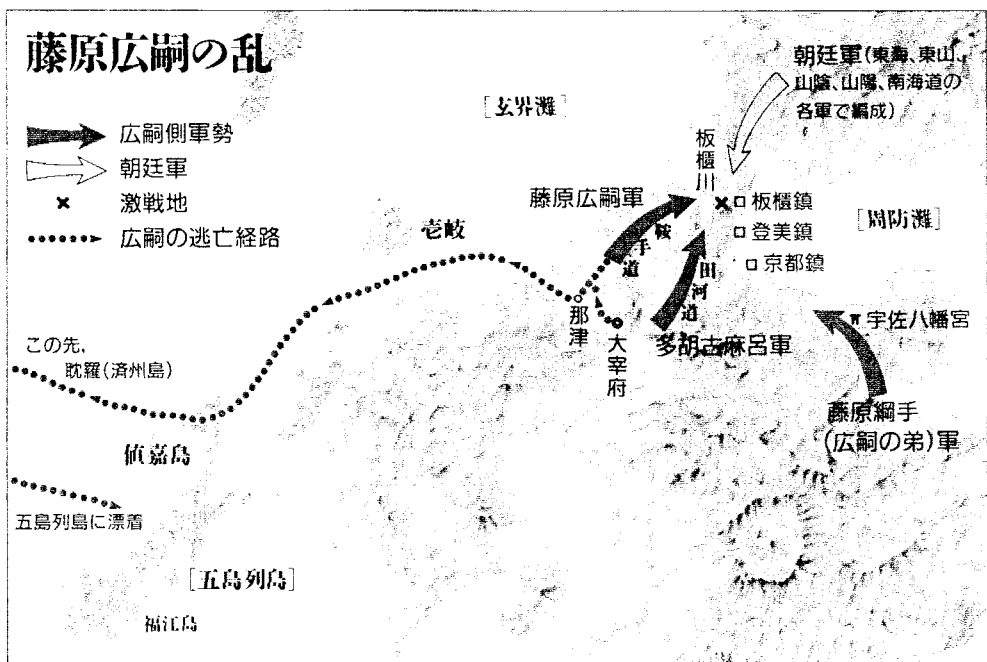 藤原広嗣の乱
広嗣側軍勢
朝廷軍
激戦地
広嗣の逃亡経路
[玄界灘]
朝廷軍(東海、東山、
山陰、山陽、南海道の
各軍で編成)
板櫃川
藤原広嗣軍
板櫃鎮
登美鎮
京都鎮
[周防灘]
鞍手道
田河道
壱岐
那津
大宰府
多胡古麻呂軍
宇佐八幡宮
藤原綱手
(広嗣の弟)軍
この先、
耽羅(済州島)
値嘉島
五島列島に漂着
[五島列島]
福江島